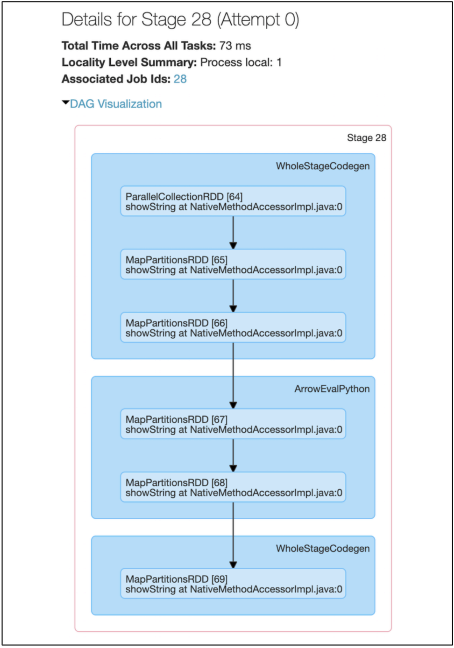 Details for Stage 28 (Attempt 0)
Total Time Across All Tasks: 73 ms
Locality Level Summary: Process local: 1
Associated Job Ids: 28
DAG Visualization
Stage 28
WholeStageCodegen
ParallelCollectionRDD [64]
showString at NativeMethodAccessorImpl.java:0
MapPartitionsRDD [65]
showString at NativeMethodAccessorImpl.java:0
MapPartitionsRDD [66]
showString at NativeMethodAccessorImpl.java:0
ArrowEvalPython
MapPartitionsRDD [67]
showString at NativeMethodAccessorImpl.java:0
MapPartitionsRDD [68]
showString at NativeMethodAccessorImpl.java:0
WholeStageCodegen
MapPartitionsRDD [69]
showString at NativeMethodAccessorImpl.java:0